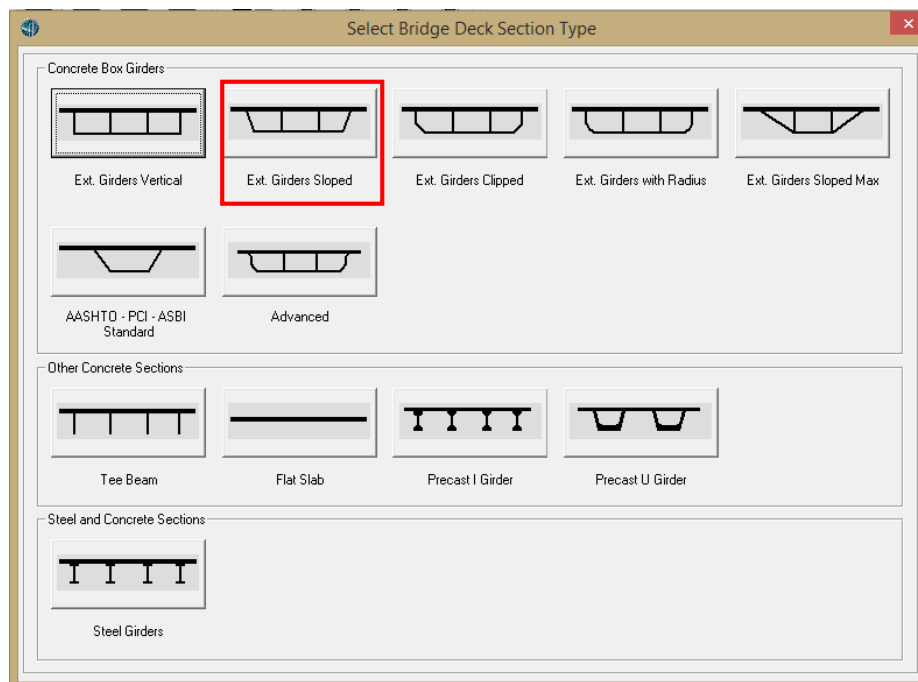 Select Bridge Deck Section Type
Concrete Box Girders
Ext. Girders Vertical
Ext. Girders Sloped
Ext. Girders Clipped
Ext. Girders with Radius
Ext. Girders Sloped Max
AASHTO - PCI - ASBI
Standard
Advanced
Other Concrete Sections
Tee Beam
Flat Slab
Precast I Girder
Precast U Girder
Steel and Concrete Sections
Steel Girders